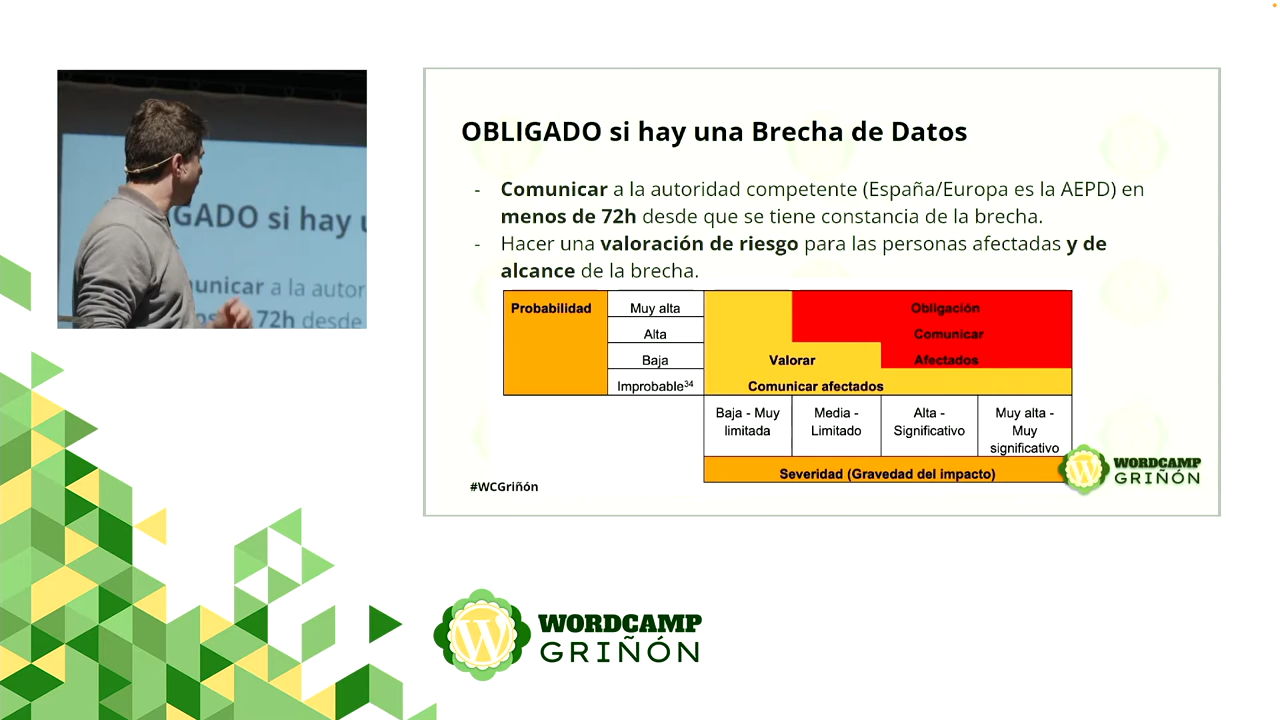 GADO si hay u
unicar a la autor
72h desde
OBLIGADO si hay una Brecha de Datos
- Comunicar a la autoridad competente (España/Europa es la AEPD) en
menos de 72h desde que se tiene constancia de la brecha.
- Hacer una valoración de riesgo para las personas afectadas y de
alcance de la brecha.
Probabilidad
Muy alta
Obligación
Alta
Comunicar
Baja
Valorar
Afectados
Improbable³⁴
Comunicar afectados
Baja - Muy
limitada
Media -
Limitado
Alta -
Significativo
Muy alta -
Muy
significativo
Severidad (Gravedad del impacto)
#WCGriñón
WORDCAMP
GRIÑÓN
WORDCAMP
GRIÑÓN